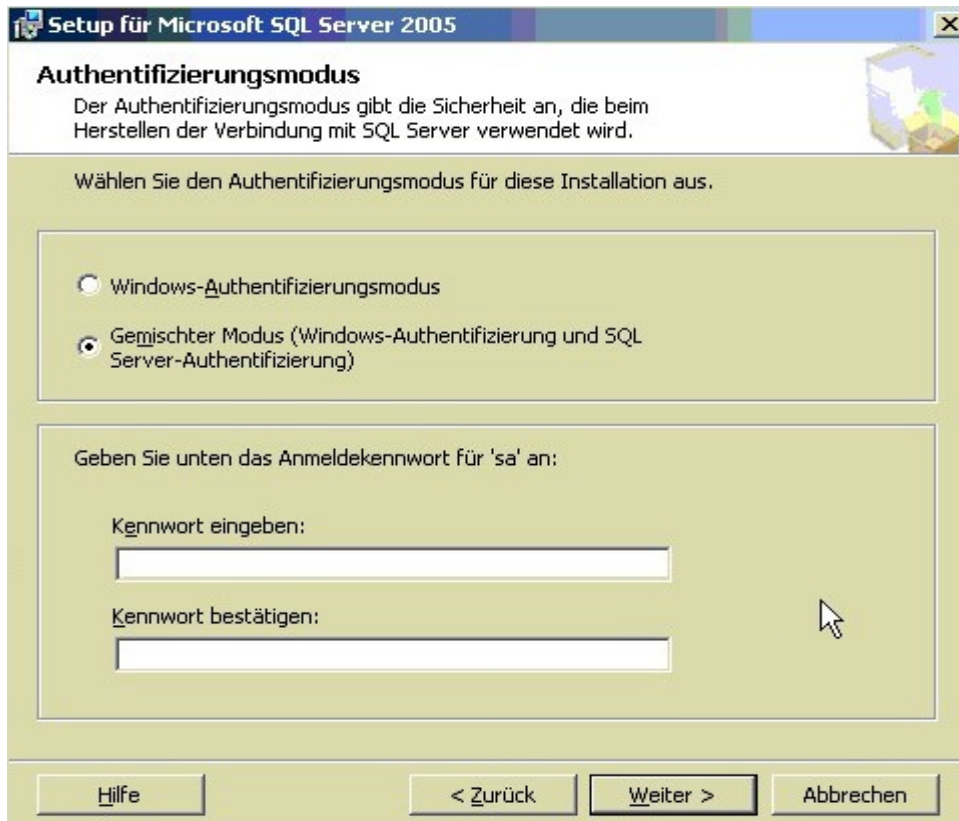 Setup für Microsoft SQL Server 2005
Authentifizierungsmodus
Der Authentifizierungsmodus gibt die Sicherheit an, die beim
Herstellen der Verbindung mit SQL Server verwendet wird.
Wählen Sie den Authentifizierungsmodus für diese Installation aus.
Windows-Authentifizierungsmodus
Gemischter Modus (Windows-Authentifizierung und SQL
Server-Authentifizierung)
Geben Sie unten das Anmeldekennwort für 'sa' an:
Kennwort eingeben:
Kennwort bestätigen:
Hilfe
< Zurück
Weiter >
Abbrechen